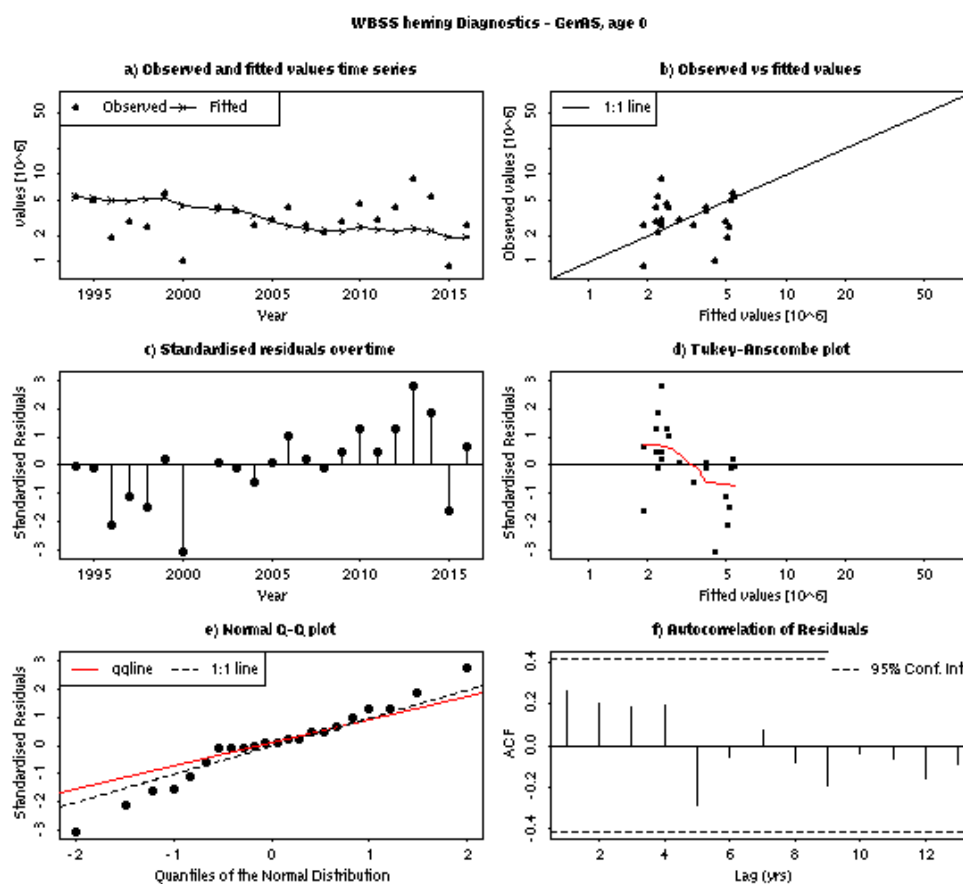 WBSS herring Diagnostics - GerAS, age 0
a) Observed and fitted values time series
Observed Fitted
values [10^6]
1 2 5 10 50
1995 2000 2005 2010 2015
Year
b) Observed vs fitted values
1:1 line
Observed values [10^6]
1 2 5 10 50
1 2 5 10 20 50
Fitted values [10^6]
c) Standardised residuals over time
Standardised Residuals
-3 -2 -1 0 1 2 3
1995 2000 2005 2010 2015
Year
d) Tukey-Anscombe plot
Standardised Residuals
-3 -2 -1 0 1 2 3
1 2 5 10 20 50
Fitted values [10^6]
e) Normal Q-Q plot
qqline 1:1 line
Standardised Residuals
-3 -2 -1 0 1 2 3
-2 -1 0 1 2
Quantiles of the Normal Distribution
f) Autocorrelation of Residuals
95% Conf. Int
ACF
-0.4 -0.2 0.0 0.2 0.4
2 4 6 8 10 12
Lag (yrs)